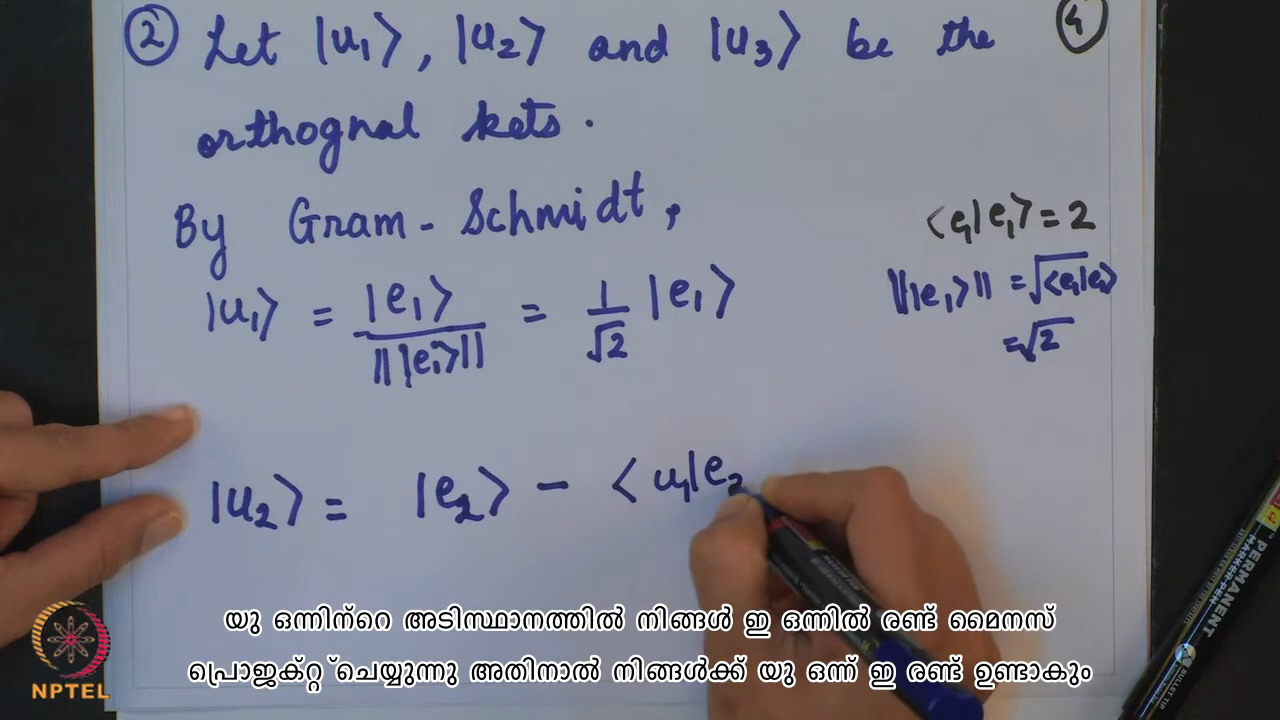 ② Let |u₁⟩, |u₂⟩ and |u₃⟩ be the ④
orthognal kets.
By Gram-Schmidt,
⟨e₁|e₁⟩ = 2
|u₁⟩ = |e₁⟩ / || |e₁⟩ || = 1/√2 |e₁⟩
|| |e₁⟩ || = √⟨e₁|e₁⟩
= √2
|u₂⟩ = |e₂⟩ - ⟨u₁|e₂
PERMANENT
യു ഒന്നിന്റെ അടിസ്ഥാനത്തിൽ നിങ്ങൾ ഇ ഒന്നിൽ രണ്ട് മൈനസ്
പ്രൊജക്റ്റ് ചെയ്യുന്നു അതിനാൽ നിങ്ങൾക്ക് യു ഒന്ന് ഇ രണ്ട് ഉണ്ടാകും
NPTEL